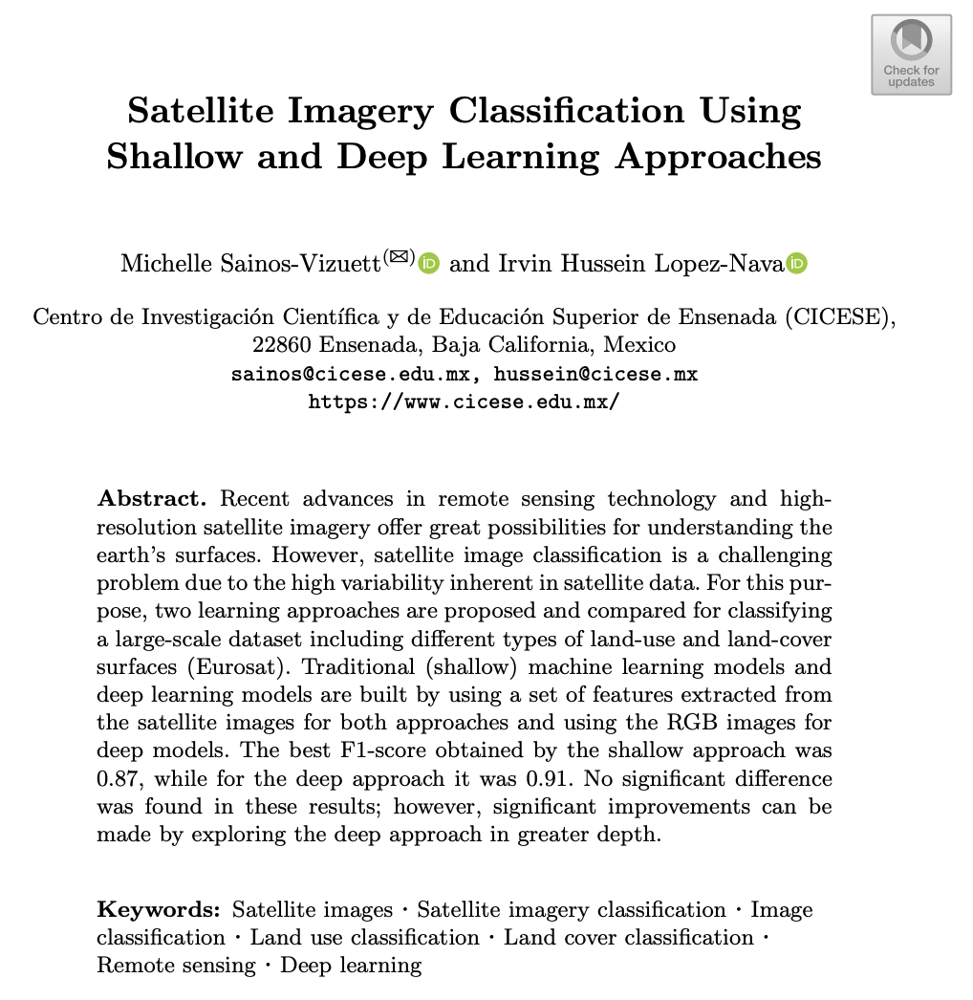 Check for
updates
Satellite Imagery Classification Using
Shallow and Deep Learning Approaches
Michelle Sainos-Vizuett(✉) iD and Irvin Hussein Lopez-Nava iD
Centro de Investigación Científica y de Educación Superior de Ensenada (CICESE),
22860 Ensenada, Baja California, Mexico
sainos@cicese.edu.mx, hussein@cicese.mx
https://www.cicese.edu.mx/
Abstract. Recent advances in remote sensing technology and high-
resolution satellite imagery offer great possibilities for understanding the
earth's surfaces. However, satellite image classification is a challenging
problem due to the high variability inherent in satellite data. For this pur-
pose, two learning approaches are proposed and compared for classifying
a large-scale dataset including different types of land-use and land-cover
surfaces (Eurosat). Traditional (shallow) machine learning models and
deep learning models are built by using a set of features extracted from
the satellite images for both approaches and using the RGB images for
deep models. The best F1-score obtained by the shallow approach was
0.87, while for the deep approach it was 0.91. No significant difference
was found in these results; however, significant improvements can be
made by exploring the deep approach in greater depth.
Keywords: Satellite images · Satellite imagery classification · Image
classification · Land use classification · Land cover classification ·
Remote sensing · Deep learning